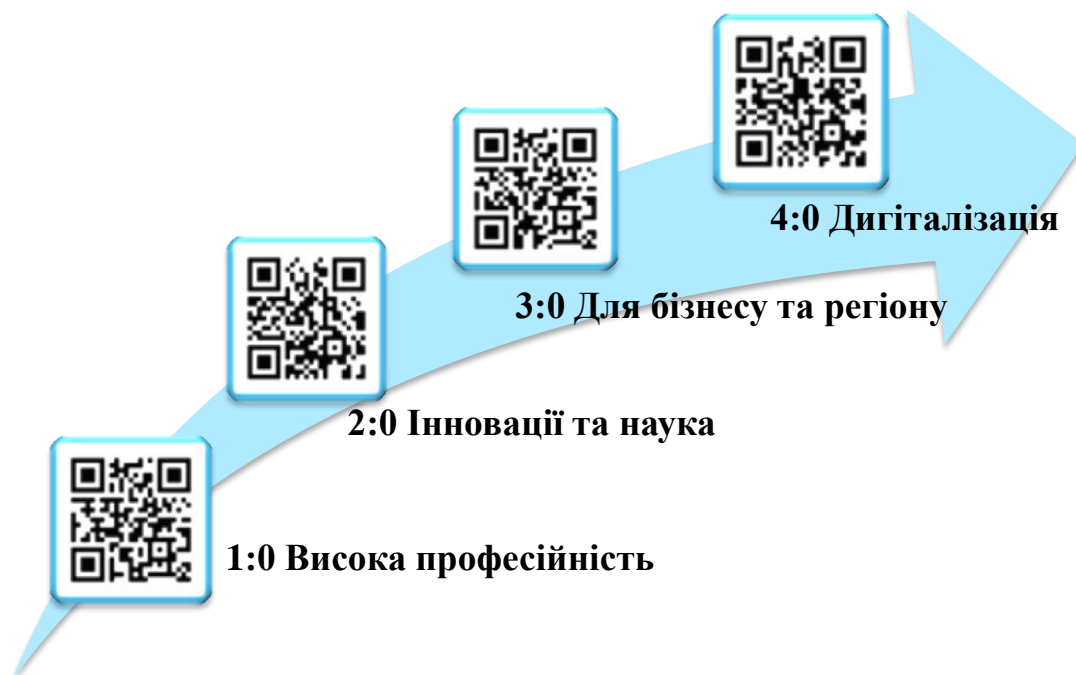 4:0 Дигіталізація
3:0 Для бізнесу та регіону
2:0 Інновації та наука
1:0 Висока професійність